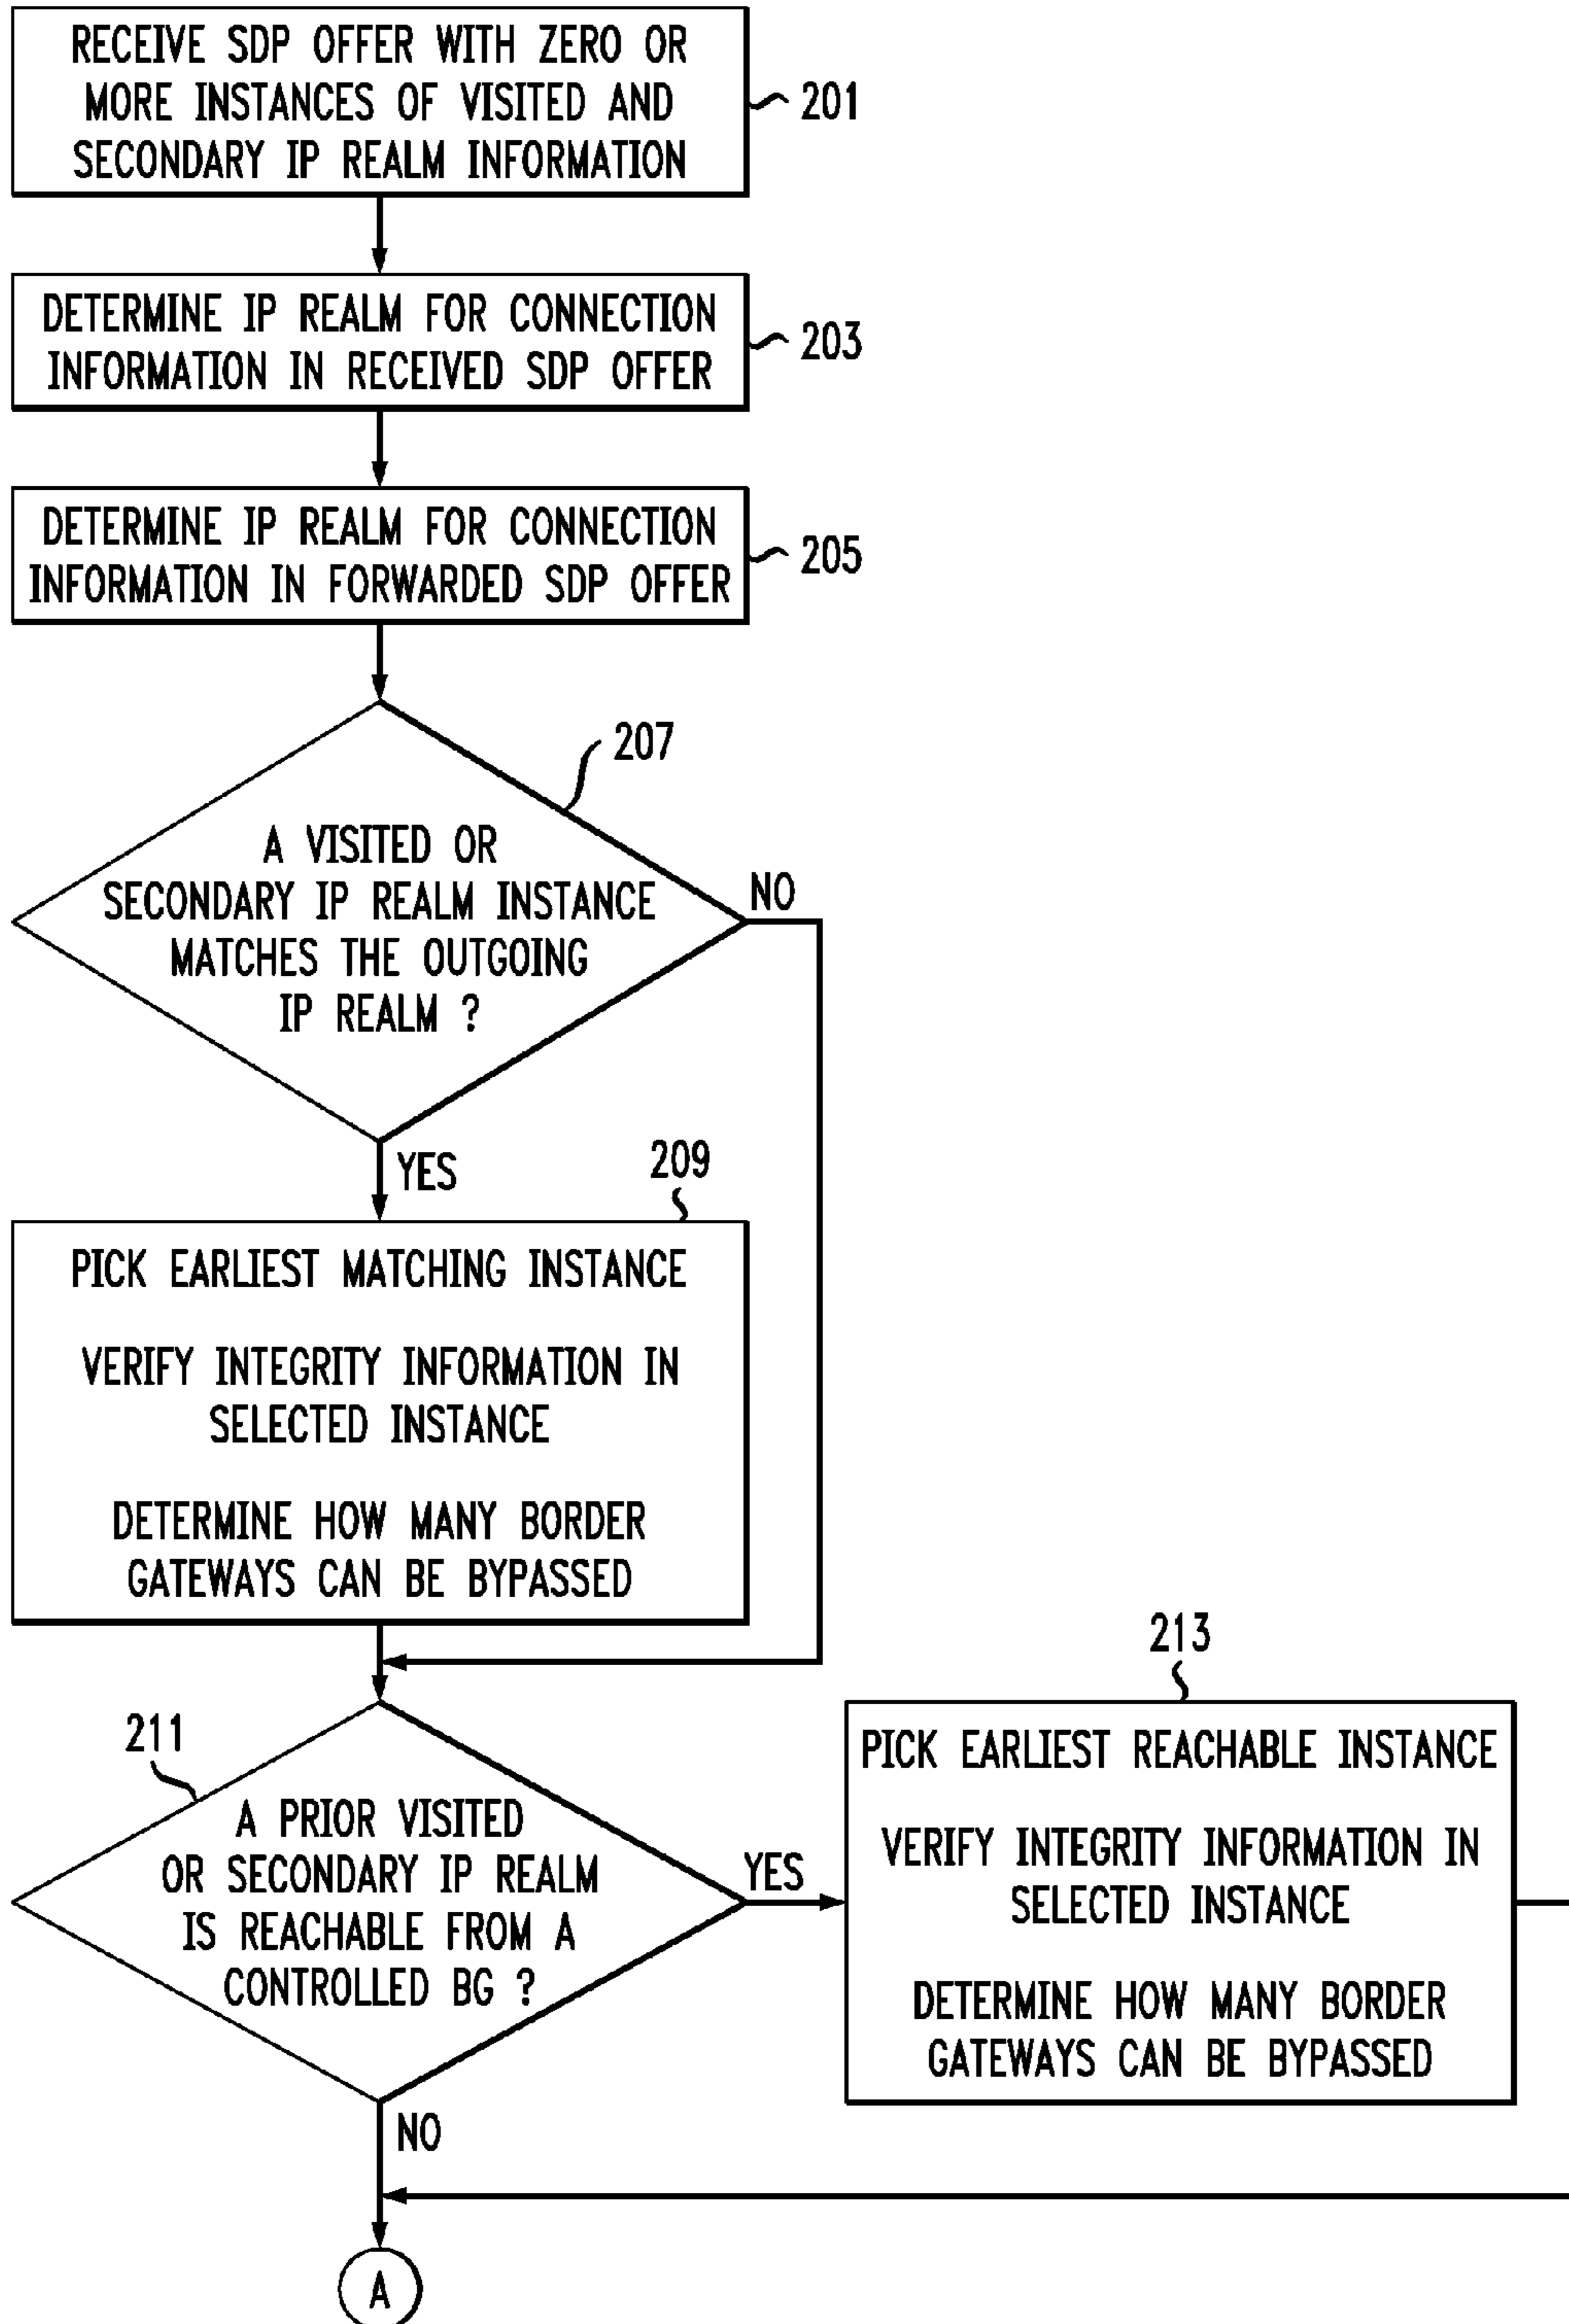 RECEIVE SDP OFFER WITH ZERO OR
MORE INSTANCES OF VISITED AND
SECONDARY IP REALM INFORMATION
201
DETERMINE IP REALM FOR CONNECTION
INFORMATION IN RECEIVED SDP OFFER
203
DETERMINE IP REALM FOR CONNECTION
INFORMATION IN FORWARDED SDP OFFER
205
207
A VISITED OR
SECONDARY IP REALM INSTANCE
MATCHES THE OUTGOING
IP REALM ?
NO
YES
209
PICK EARLIEST MATCHING INSTANCE
VERIFY INTEGRITY INFORMATION IN
SELECTED INSTANCE
DETERMINE HOW MANY BORDER
GATEWAYS CAN BE BYPASSED
211
A PRIOR VISITED
OR SECONDARY IP REALM
IS REACHABLE FROM A
CONTROLLED BG ?
YES
NO
213
PICK EARLIEST REACHABLE INSTANCE
VERIFY INTEGRITY INFORMATION IN
SELECTED INSTANCE
DETERMINE HOW MANY BORDER
GATEWAYS CAN BE BYPASSED
A